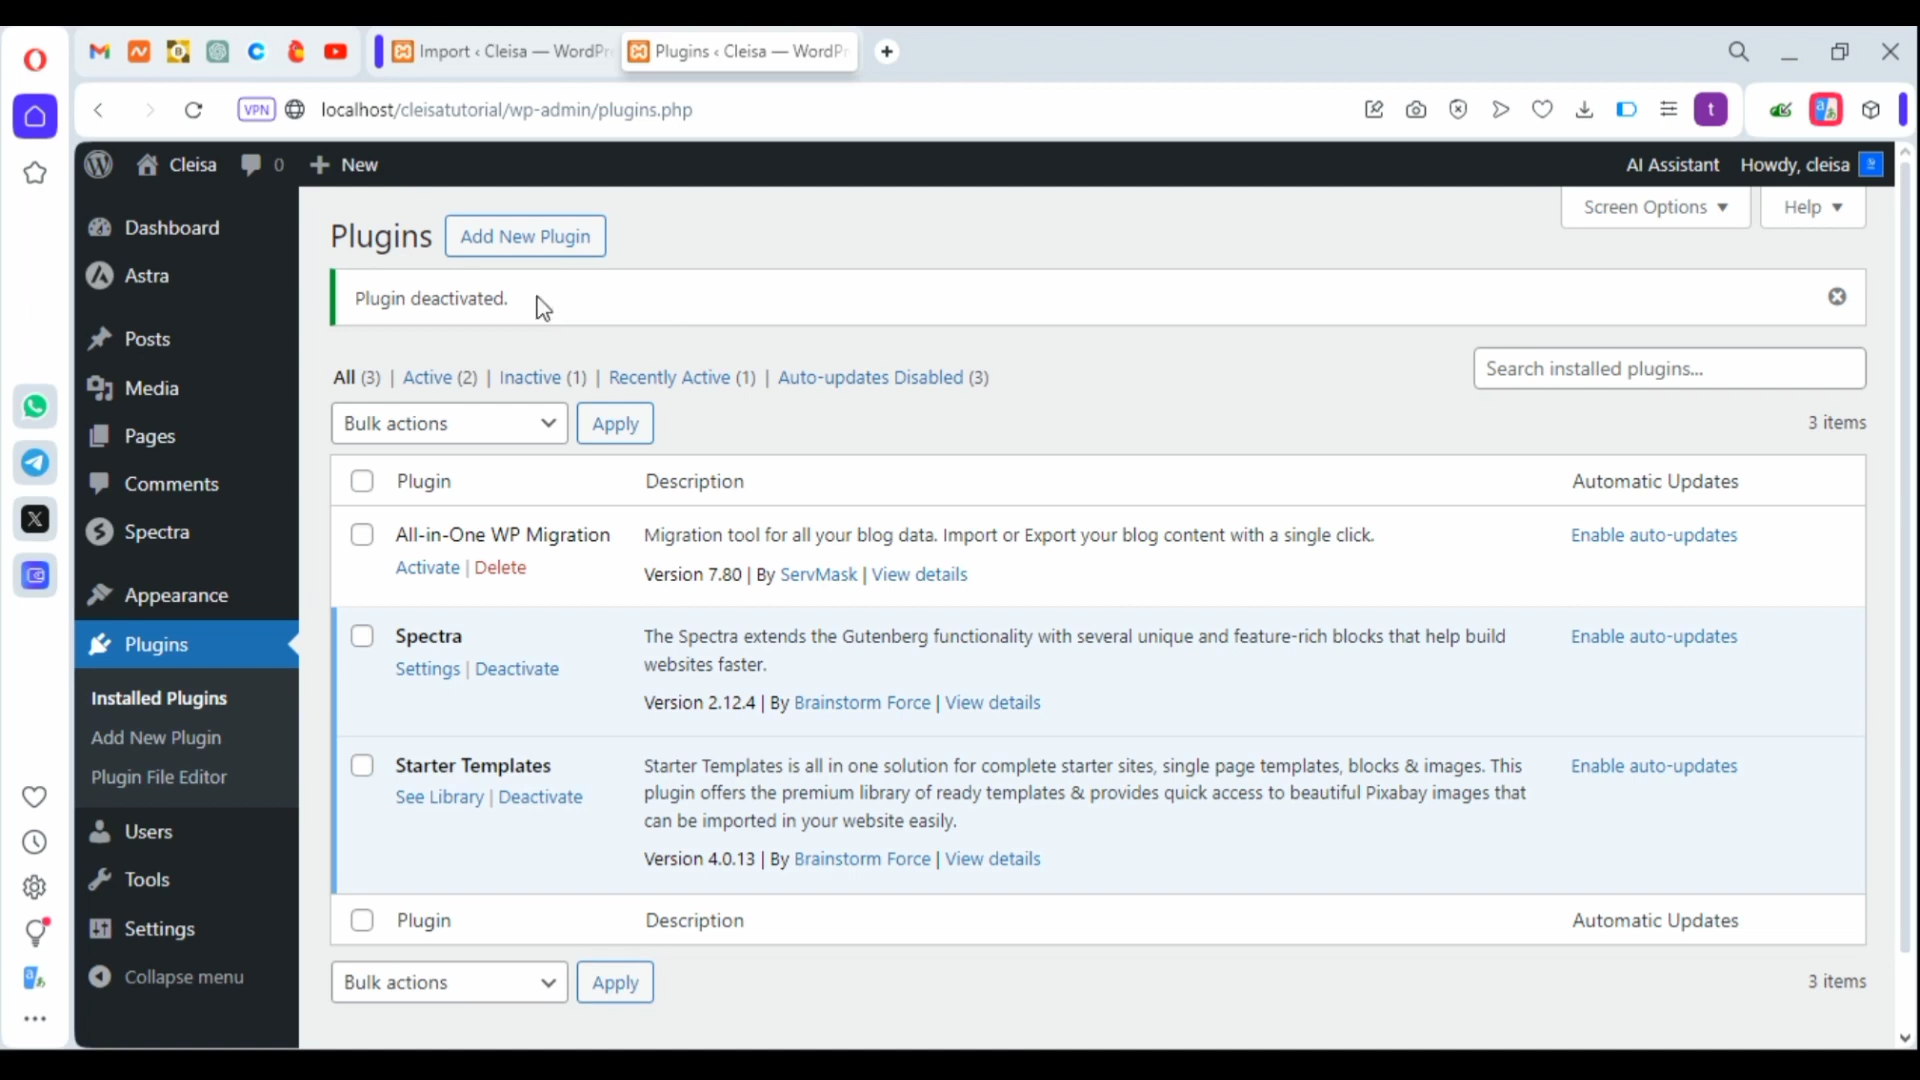 Import ‹ Cleisa — WordPr
Plugins ‹ Cleisa — WordPr
VPN
localhost/cleisatutorial/wp-admin/plugins.php
t
Cleisa
0
New
AI Assistant
Howdy, cleisa
Dashboard
Astra
Posts
Media
Pages
Comments
Spectra
Appearance
Plugins
Installed Plugins
Add New Plugin
Plugin File Editor
Users
Tools
Settings
Collapse menu
Screen Options
Help
Plugins
Add New Plugin
Plugin deactivated.
All (3) | Active (2) | Inactive (1) | Recently Active (1) | Auto-updates Disabled (3)
Search installed plugins...
Bulk actions
Apply
3 items
Plugin
Description
Automatic Updates
All-in-One WP Migration
Activate | Delete
Migration tool for all your blog data. Import or Export your blog content with a single click.
Version 7.80 | By ServMask | View details
Enable auto-updates
Spectra
Settings | Deactivate
The Spectra extends the Gutenberg functionality with several unique and feature-rich blocks that help build
websites faster.
Version 2.12.4 | By Brainstorm Force | View details
Enable auto-updates
Starter Templates
See Library | Deactivate
Starter Templates is all in one solution for complete starter sites, single page templates, blocks & images. This
plugin offers the premium library of ready templates & provides quick access to beautiful Pixabay images that
can be imported in your website easily.
Version 4.0.13 | By Brainstorm Force | View details
Enable auto-updates
Plugin
Description
Automatic Updates
Bulk actions
Apply
3 items